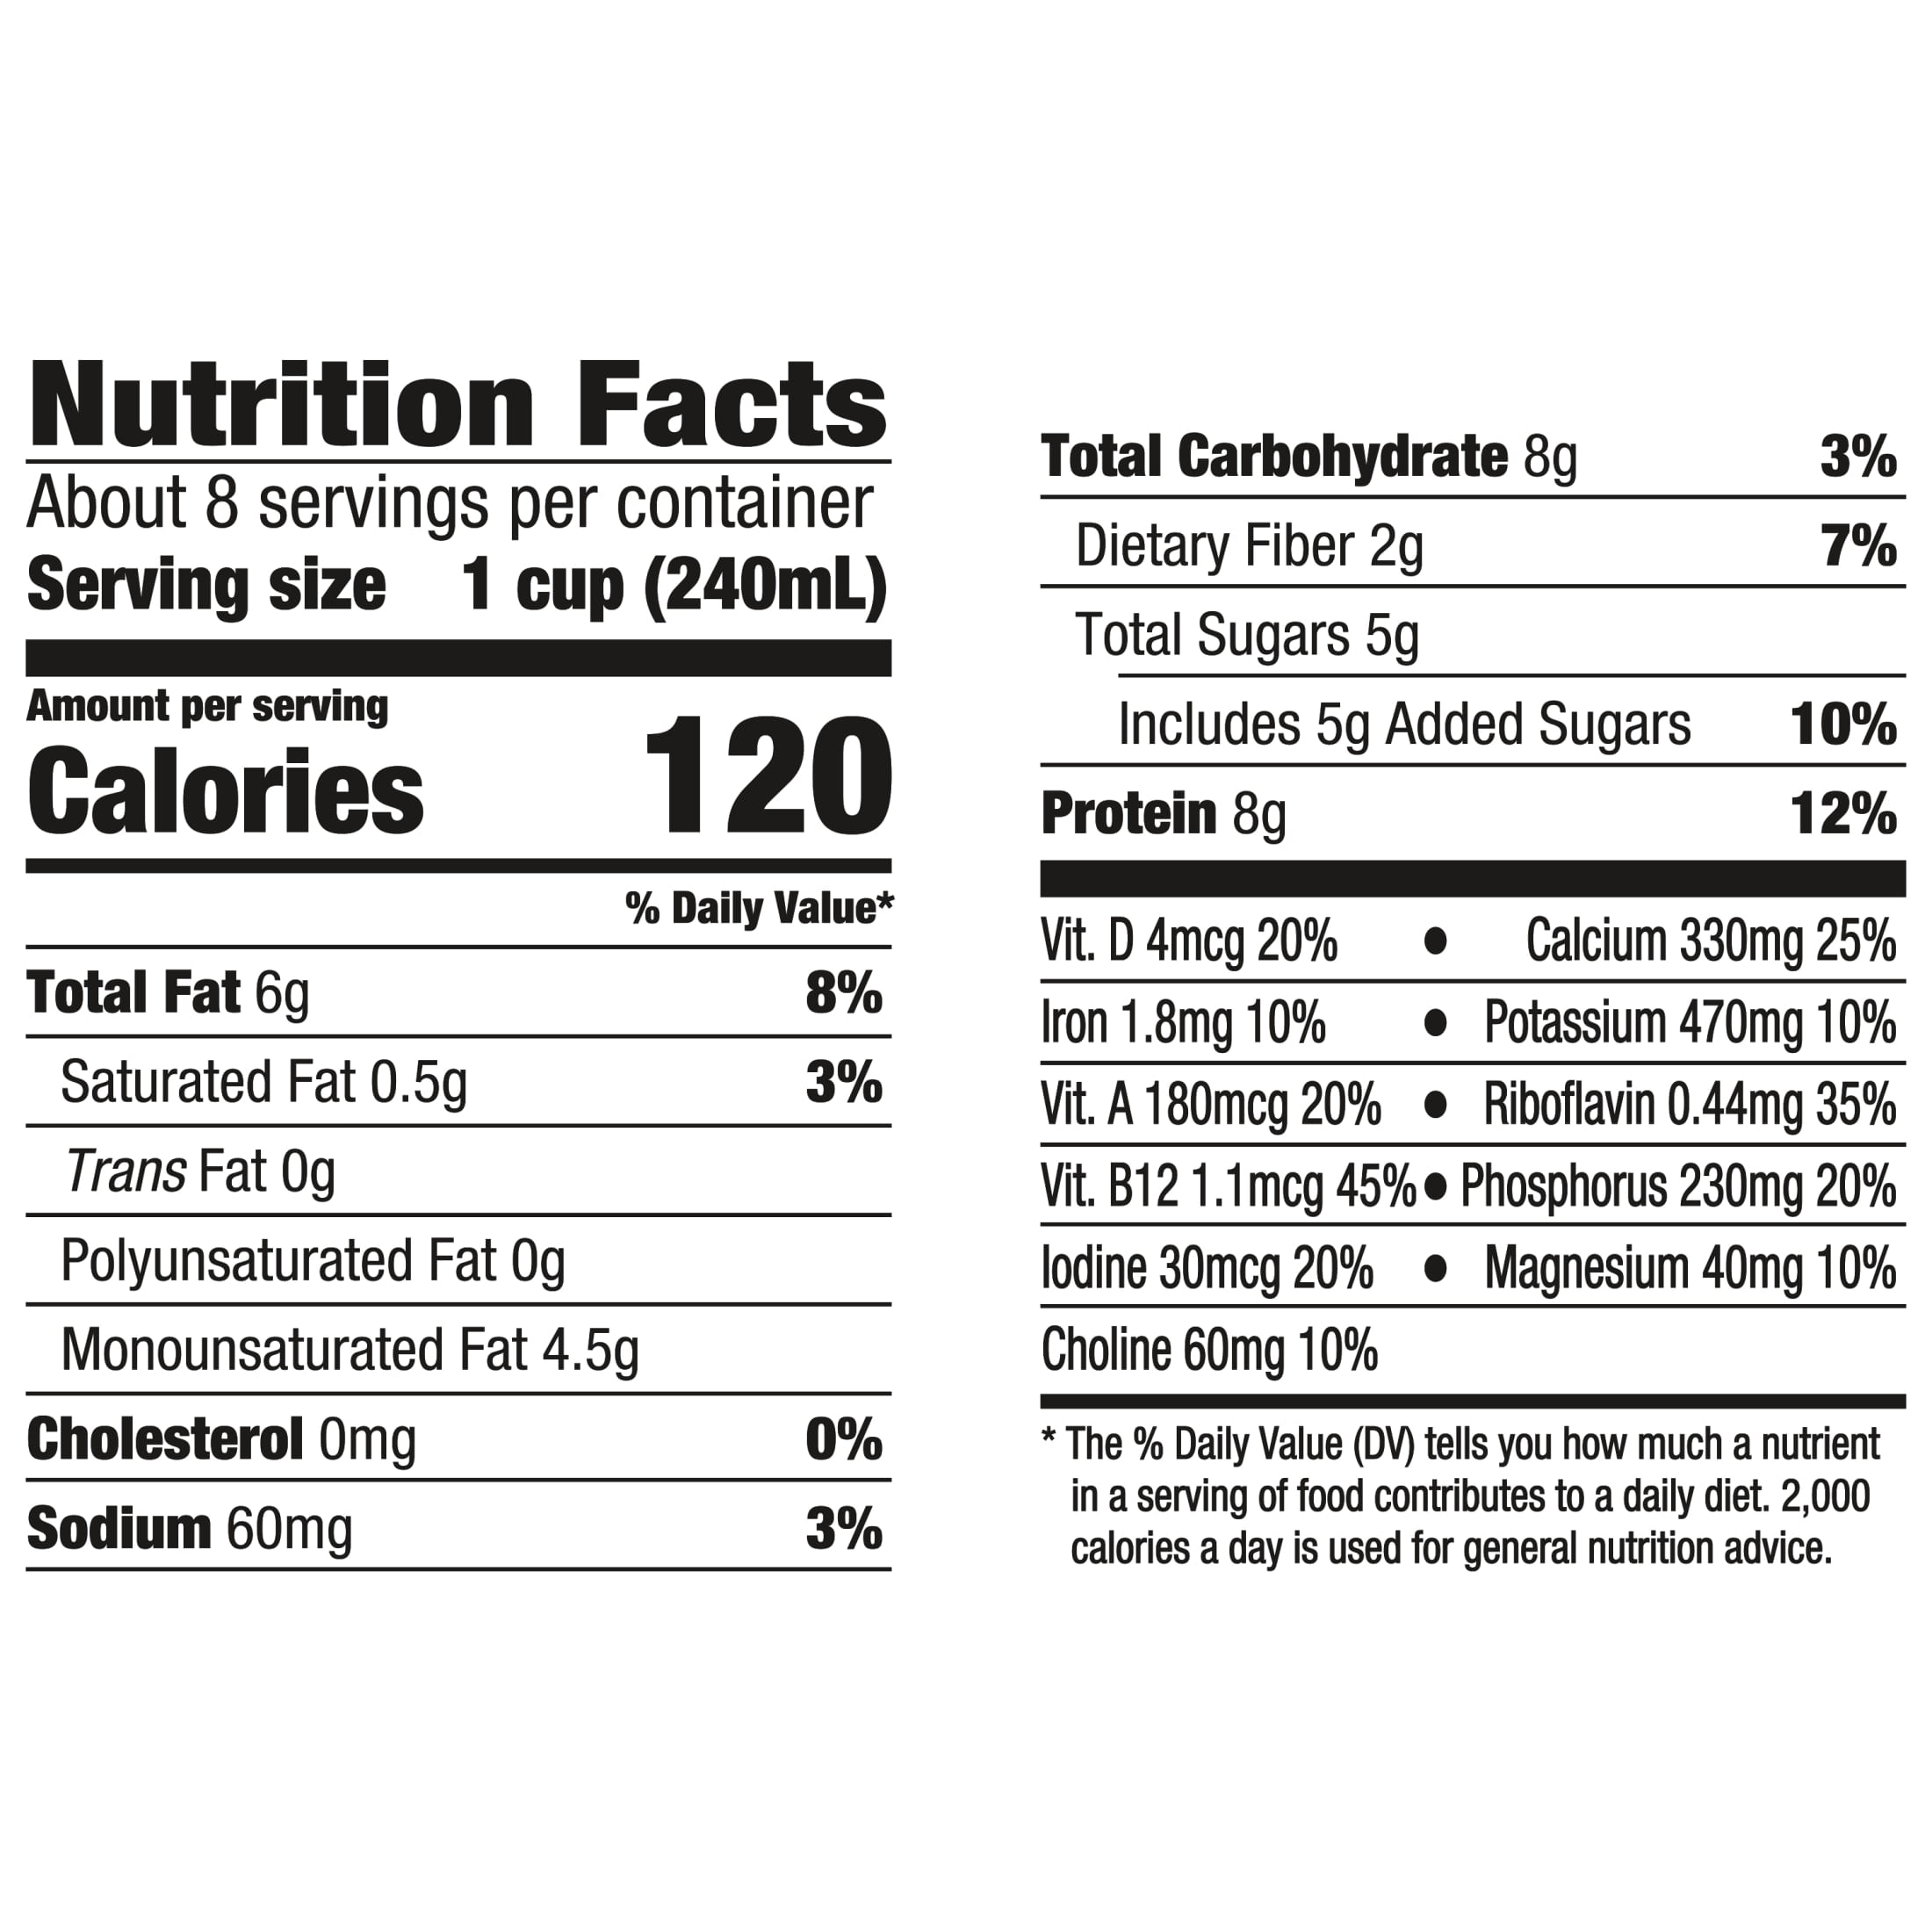 Nutrition Facts
About 8 servings per container
Serving size 1 cup (240mL)
Amount per serving
Calories 120
% Daily Value*
Total Fat 6g 8%
Saturated Fat 0.5g 3%
Trans Fat 0g
Polyunsaturated Fat 0g
Monounsaturated Fat 4.5g
Cholesterol 0mg 0%
Sodium 60mg 3%
Total Carbohydrate 8g 3%
Dietary Fiber 2g 7%
Total Sugars 5g
Includes 5g Added Sugars 10%
Protein 8g 12%
Vit. D 4mcg 20% ● Calcium 330mg 25%
Iron 1.8mg 10% ● Potassium 470mg 10%
Vit. A 180mcg 20% ● Riboflavin 0.44mg 35%
Vit. B12 1.1mcg 45% ● Phosphorus 230mg 20%
Iodine 30mcg 20% ● Magnesium 40mg 10%
Choline 60mg 10%
* The % Daily Value (DV) tells you how much a nutrient
in a serving of food contributes to a daily diet. 2,000
calories a day is used for general nutrition advice.